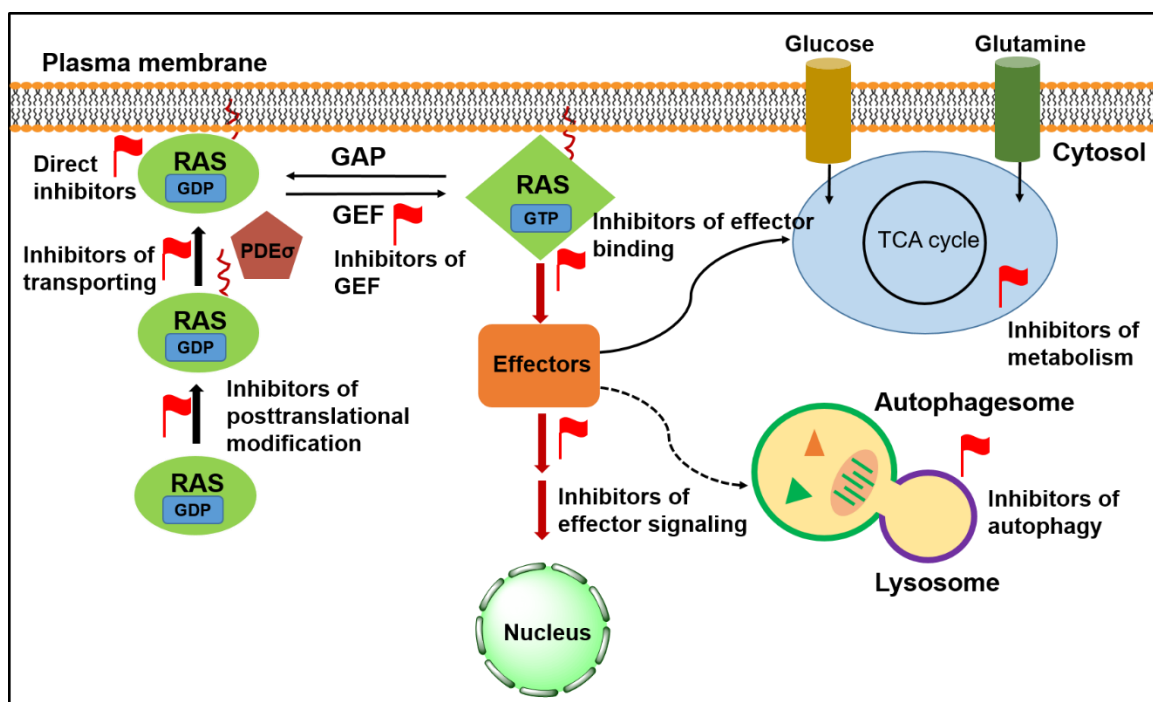 Plasma membrane
Glucose
Glutamine
Cytosol
Direct
inhibitors
RAS
GDP
GAP
GEF
Inhibitors of
GEF
RAS
GTP
Inhibitors of effector
binding
TCA cycle
Inhibitors of
metabolism
Inhibitors of
transporting
PDEσ
RAS
GDP
Effectors
Inhibitors of
posttranslational
modification
RAS
GDP
Autophagesome
Inhibitors of
autophagy
Lysosome
Inhibitors of
effector signaling
Nucleus